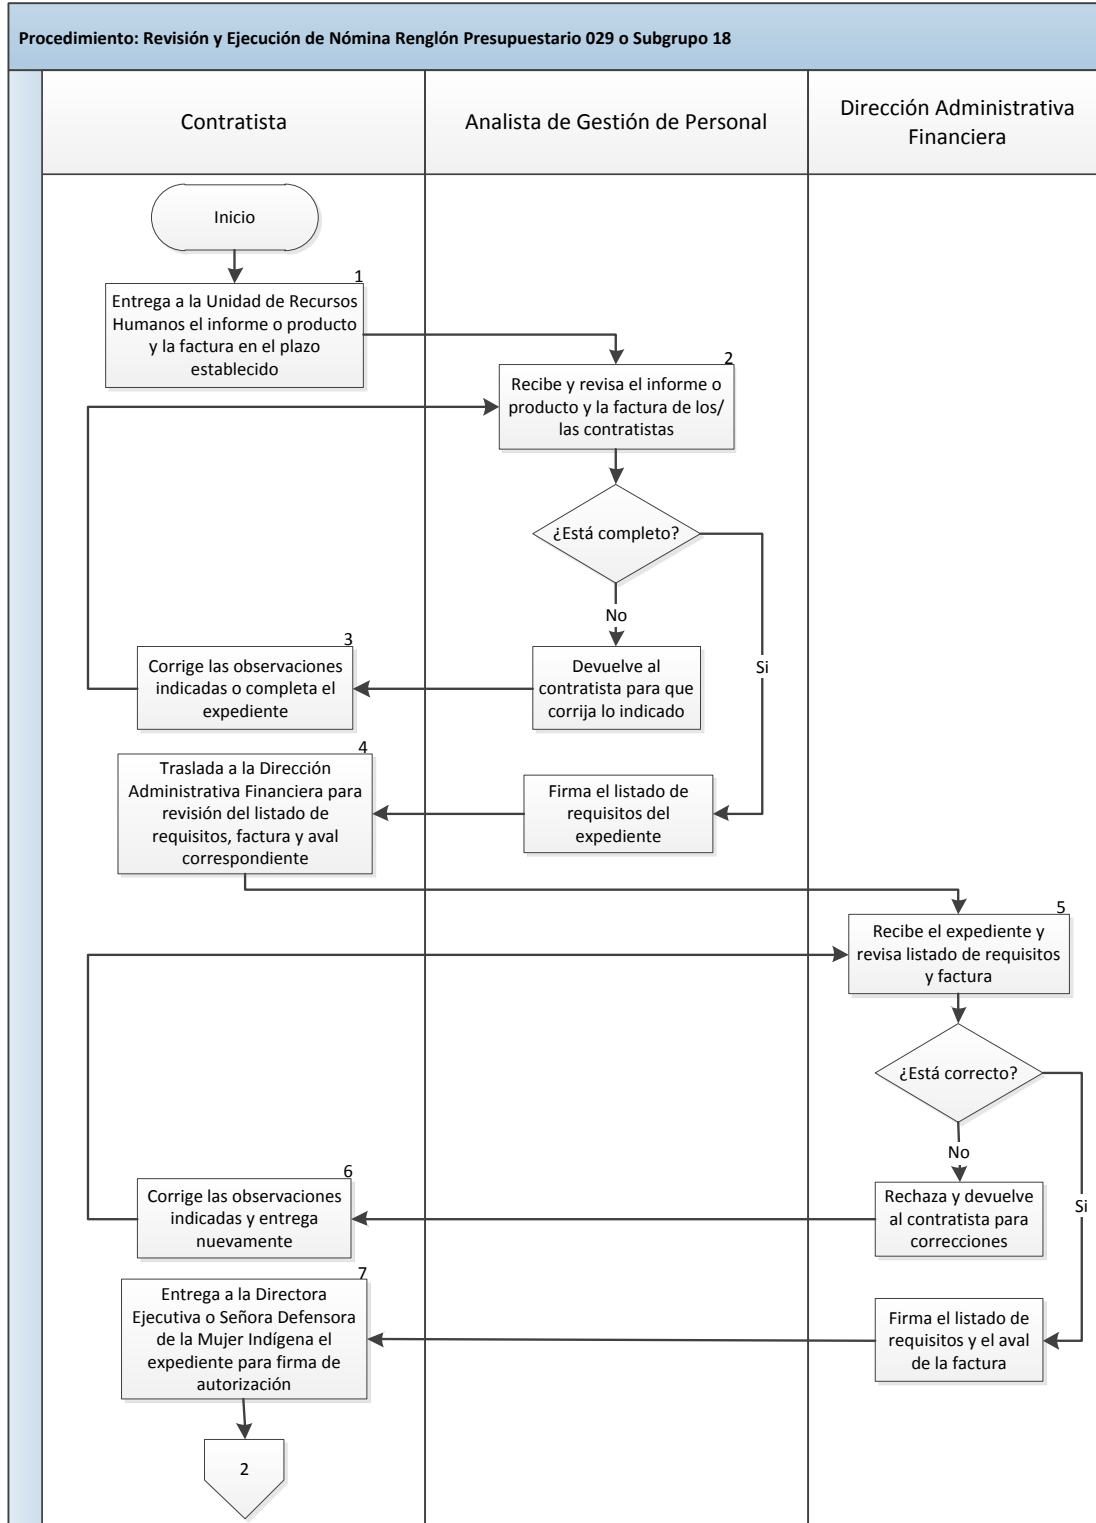 Procedimiento: Revisión y Ejecución de Nómina Renglón Presupuestario 029 o Subgrupo 18
Contratista
Analista de Gestión de Personal
Dirección Administrativa
Financiera
Inicio
1
Entrega a la Unidad de Recursos
Humanos el informe o producto
y la factura en el plazo
establecido
2
Recibe y revisa el informe o
producto y la factura de los/
las contratistas
¿Está completo?
No
Si
3
Corrige las observaciones
indicadas o completa el
expediente
Devuelve al
contratista para que
corrija lo indicado
4
Traslada a la Dirección
Administrativa Financiera para
revisión del listado de
requisitos, factura y aval
correspondiente
Firma el listado de
requisitos del
expediente
5
Recibe el expediente y
revisa listado de requisitos
y factura
¿Está correcto?
No
Si
6
Corrige las observaciones
indicadas y entrega
nuevamente
Rechaza y devuelve
al contratista para
correcciones
7
Entrega a la Directora
Ejecutiva o Señora Defensora
de la Mujer Indígena el
expediente para firma de
autorización
Firma el listado de
requisitos y el aval
de la factura
2